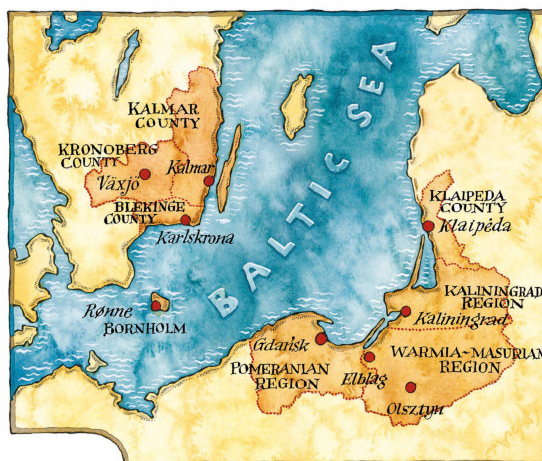 BALTIC SEA
KALMAR
COUNTY
KRONOBERG
COUNTY
Växjö
Kalmar
BLEKINGE
COUNTY
Karlskrona
KLAIPEDA
COUNTY
Klaipéda
Rønne
BORNHOLM
KALININGRAD
REGION
Kaliningrad
Gdańsk
POMERANIAN
REGION
Elbląg
WARMIA-MASURIAN
REGION
Olsztyn